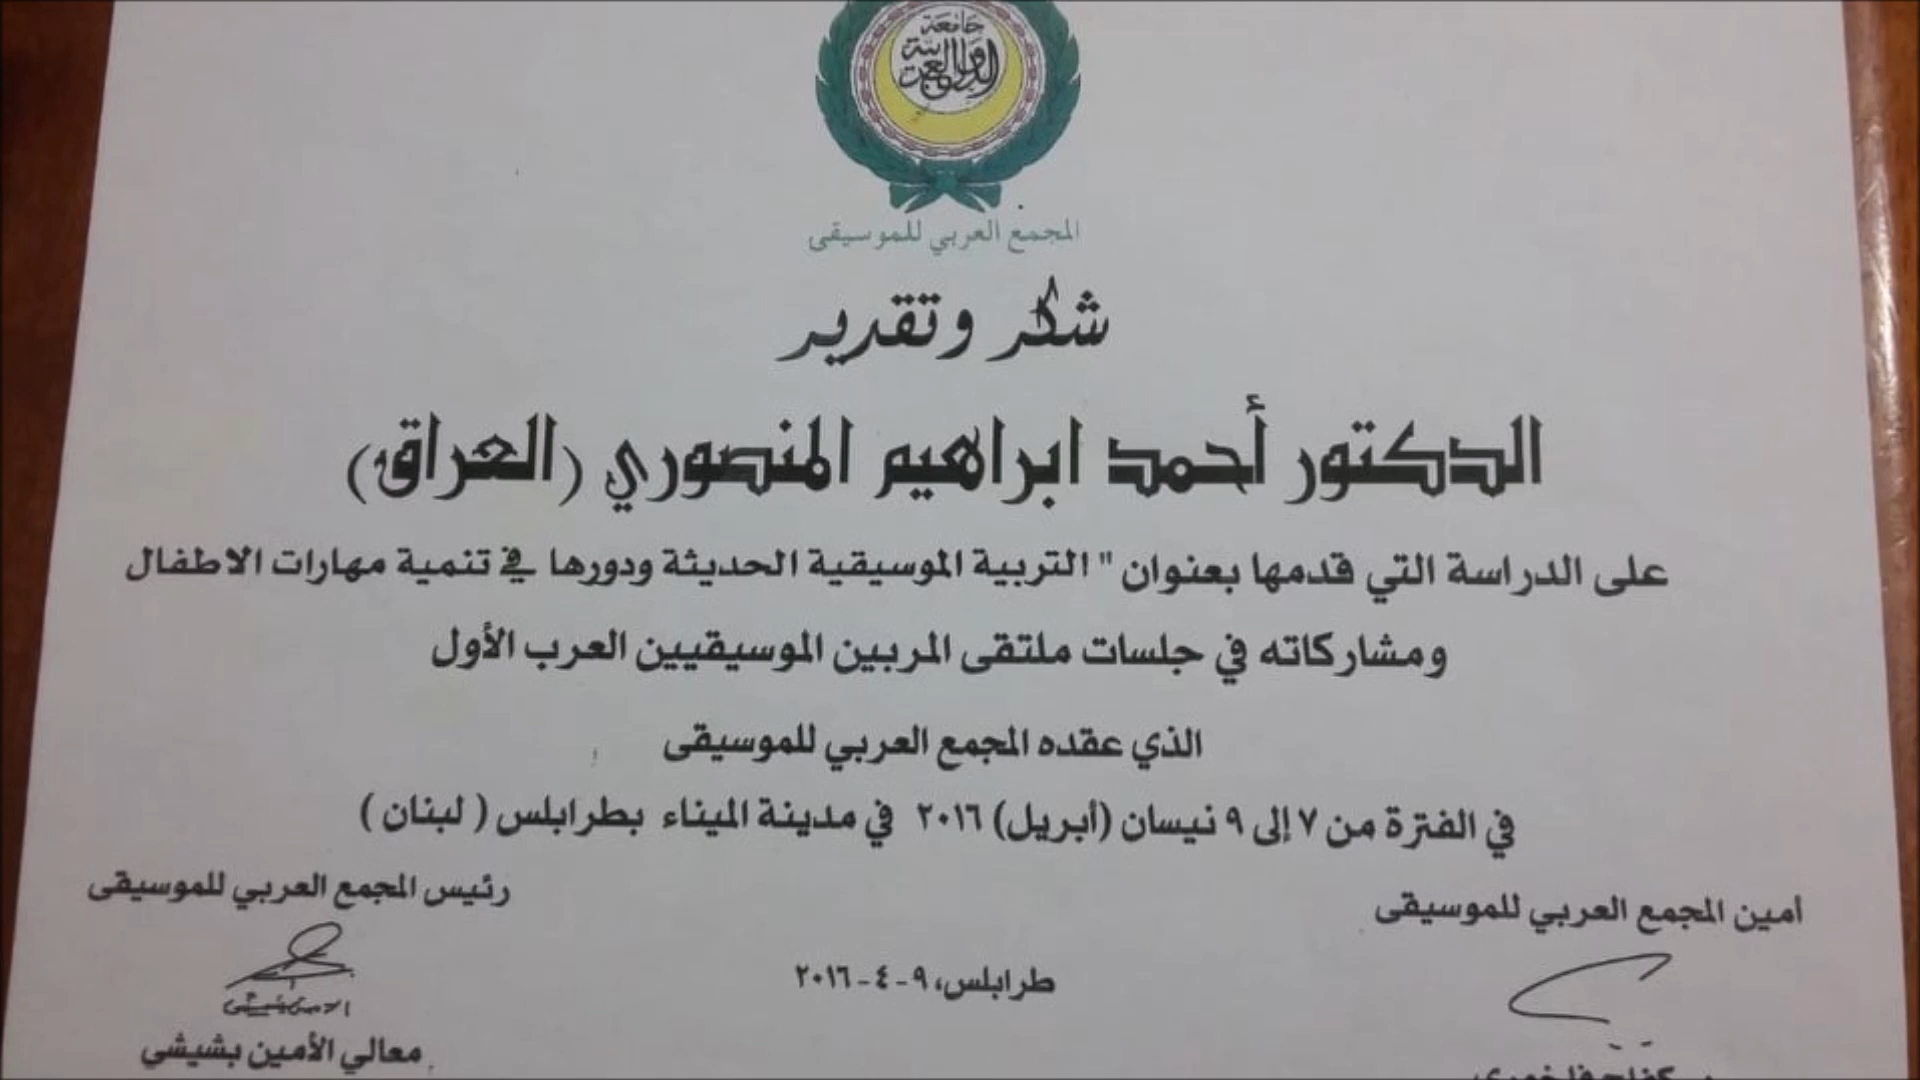 جامعة
الدول العربية
المجمع العربي للموسيقى
شكر وتقدير
الدكتور أحمد ابراهيم المنصوري (العراق)
على الدراسة التي قدمها بعنوان " التربية الموسيقية الحديثة ودورها في تنمية مهارات الاطفال
ومشاركاته في جلسات ملتقى المربين الموسيقيين العرب الأول
الذي عقده المجمع العربي للموسيقى
في الفترة من ٧ إلى ٩ نيسان (أبريل) ٢٠١٦ في مدينة الميناء بطرابلس ( لبنان )
أمين المجمع العربي للموسيقى
رئيس المجمع العربي للموسيقى
طرابلس، ٩-٤-٢٠١٦
معالي الأمين بشيشي